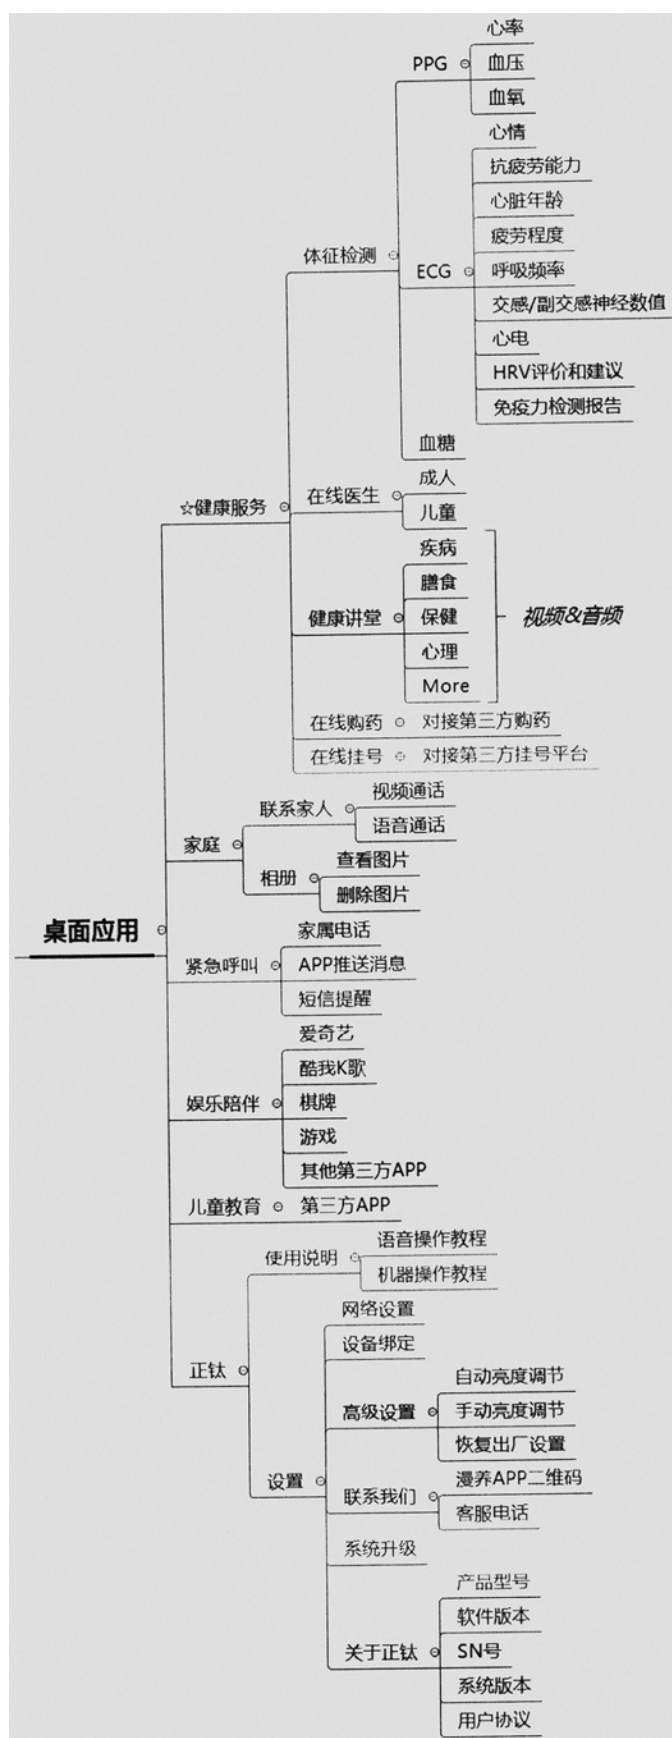 桌面应用
☆健康服务
体征检测
PPG
心率
血压
血氧
ECG
心情
抗疲劳能力
心脏年龄
疲劳程度
呼吸频率
交感/副交感神经数值
心电
HRV评价和建议
免疫力检测报告
血糖
在线医生
成人
儿童
健康讲堂
疾病
膳食
保健
心理
More
视频&音频
在线购药
对接第三方购药
在线挂号
对接第三方挂号平台
家庭
联系家人
视频通话
语音通话
相册
查看图片
删除图片
紧急呼叫
家属电话
APP推送消息
短信提醒
娱乐陪伴
爱奇艺
酷我K歌
棋牌
游戏
其他第三方APP
儿童教育
第三方APP
正钛
使用说明
语音操作教程
机器操作教程
设置
网络设置
设备绑定
高级设置
自动亮度调节
手动亮度调节
恢复出厂设置
联系我们
漫养APP二维码
客服电话
系统升级
关于正钛
产品型号
软件版本
SN号
系统版本
用户协议